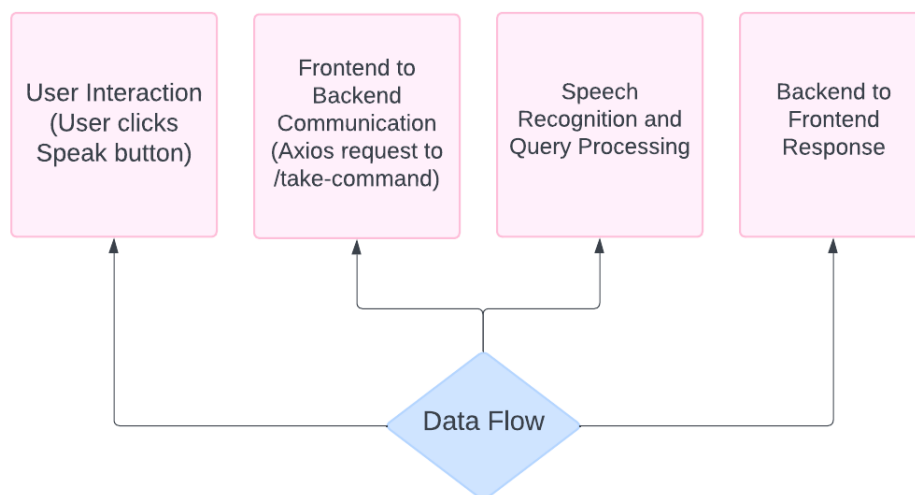 User Interaction
(User clicks
Speak button)
Frontend to
Backend
Communication
(Axios request to
/take-command)
Speech
Recognition and
Query Processing
Backend to
Frontend
Response
Data Flow